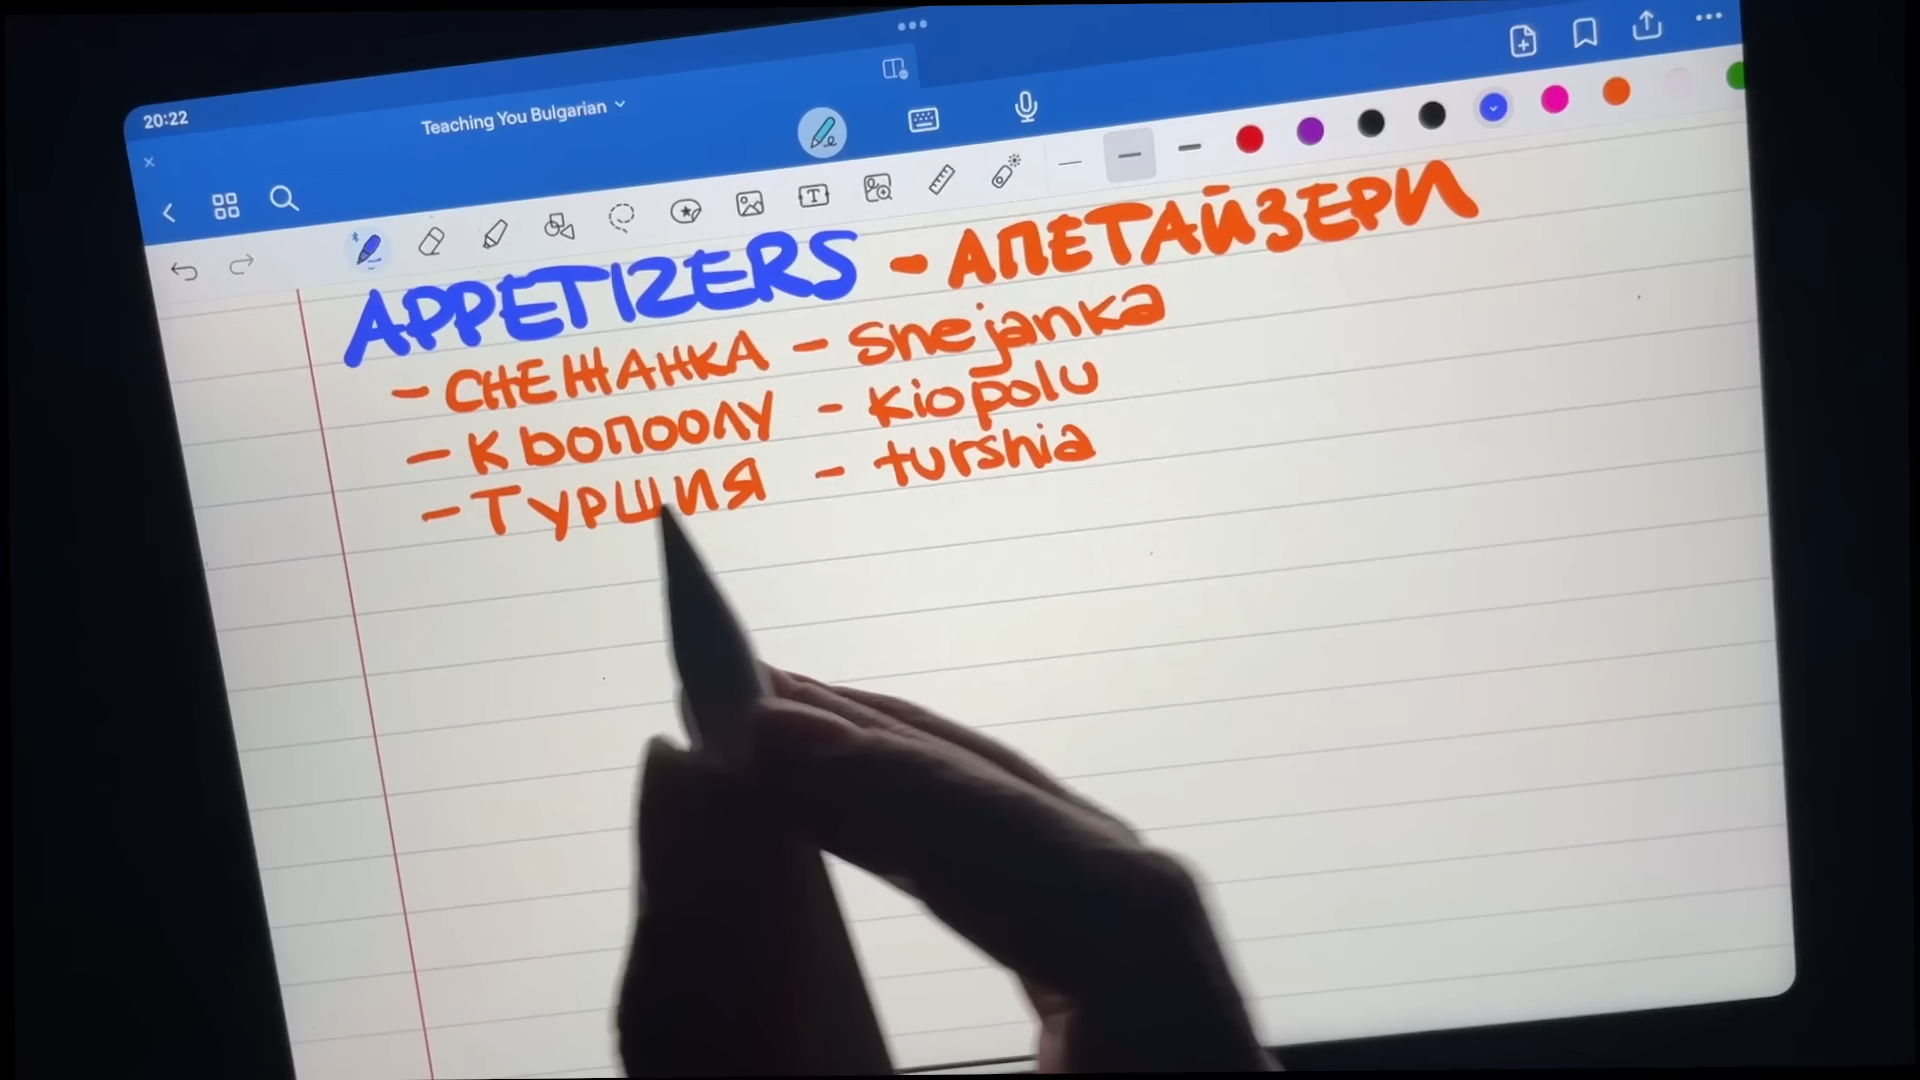 20:22
Teaching You Bulgarian
APPETIZERS - АПЕТАЙЗЕРИ
- СНЕЖАНКА - Snejanka
- КЬОПООЛУ - kiopolu
- ТУРШИЯ - turshia